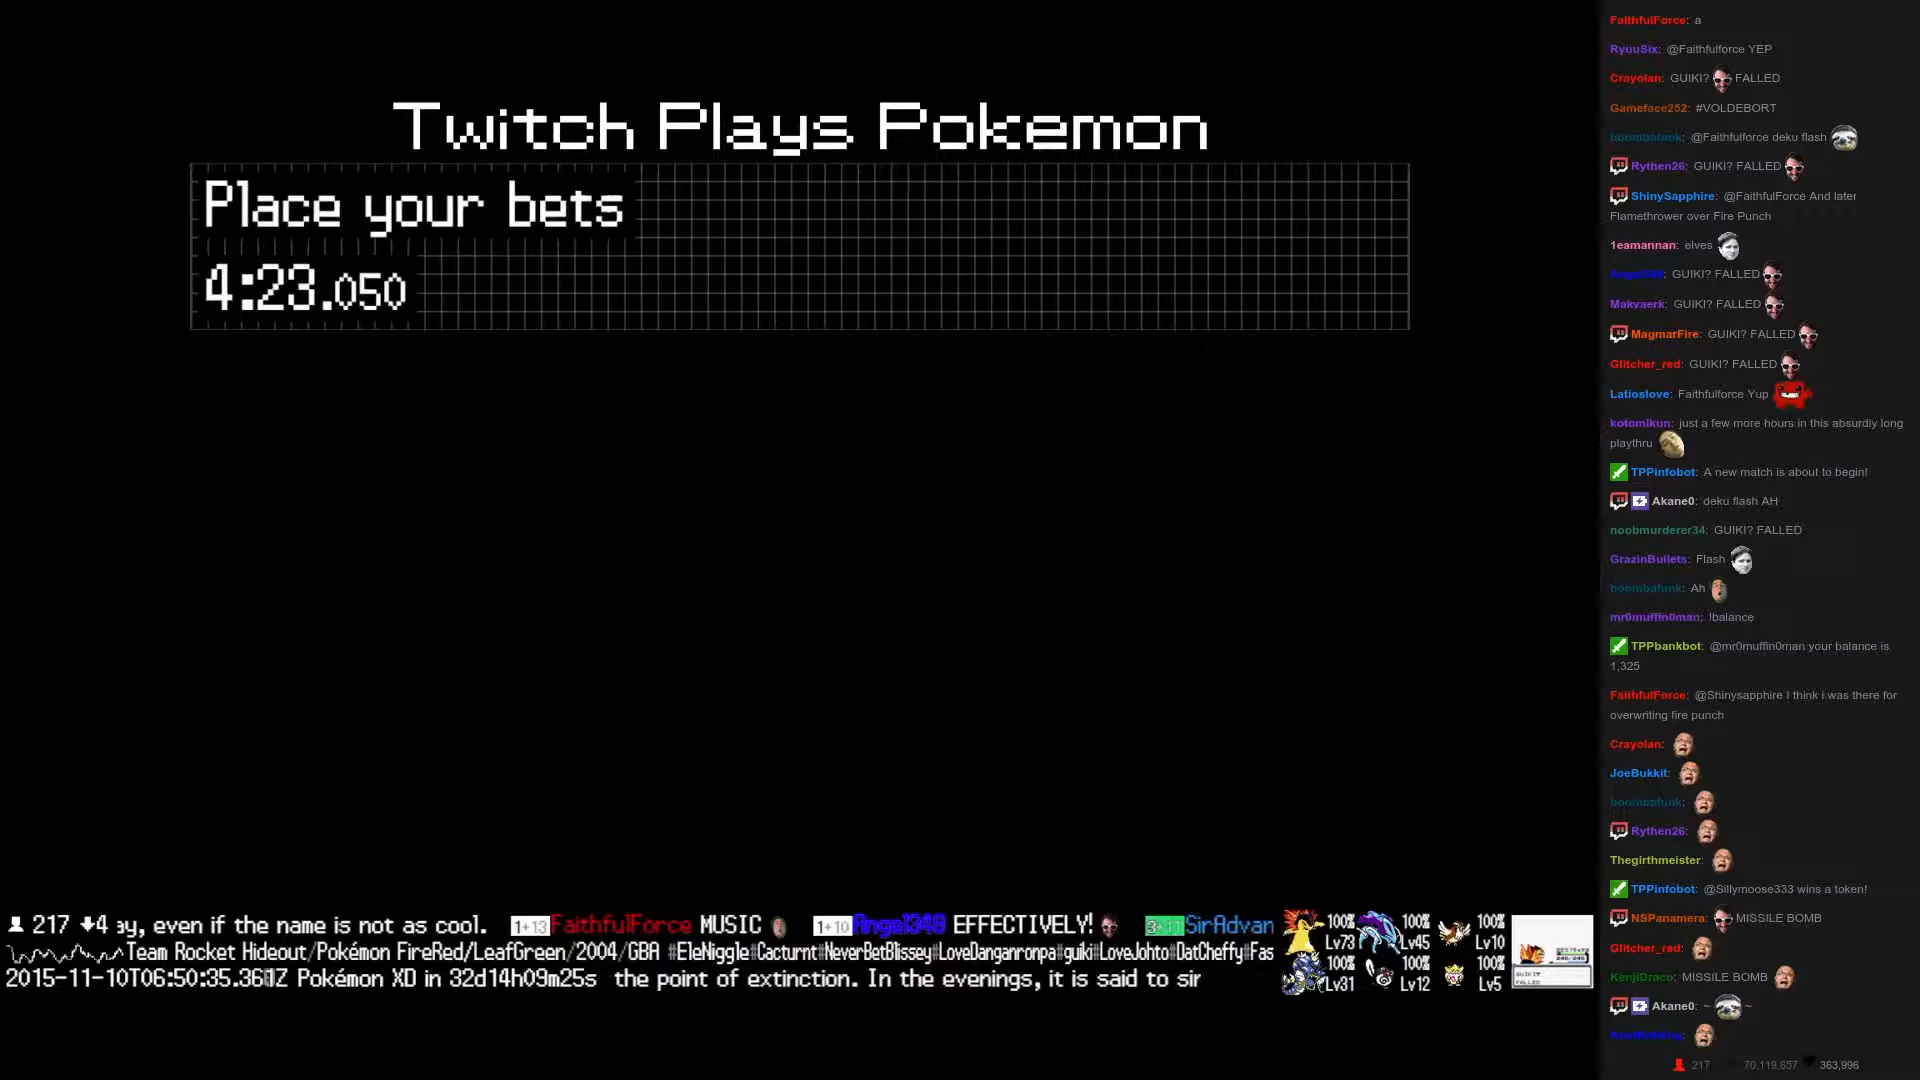 Twitch Plays Pokemon
Place your bets
4:23.050
217 4 ay, even if the name is not as cool. 1+13 FaithfulForce MUSIC 1+10 Angel348 EFFECTIVELY! 3+11 SirAdvan
Team Rocket Hideout/Pokémon FireRed/LeafGreen/2004/GBA #EleNiggle#Cacturnt#NeverBetBlissey#LoveDanganronpa#guiki#LoveJohto#DatCheffy#Fas
2015-11-10T06:50:35.36 Z Pokémon XD in 32d14h09m25s the point of extinction. In the evenings, it is said to sir
100% Lv73 100% Lv45 100% Lv10
100% Lv31 100% Lv12 100% Lv5
GUIKI?
FALLED
FaithfulForce: a
RyuuSix: @Faithfulforce YEP
Crayolan: GUIKI? FALLED
Gameface252: #VOLDEBORT
boombafunk: @Faithfulforce deku flash
Rythen26: GUIKI? FALLED
ShinySapphire: @FaithfulForce And later
Flamethrower over Fire Punch
1eamannan: elves
Angel348: GUIKI? FALLED
Makvaerk: GUIKI? FALLED
MagmarFire: GUIKI? FALLED
Glitcher_red: GUIKI? FALLED
Latioslove: Faithfulforce Yup
kotomikun: just a few more hours in this absurdly long
playthru
TPPinfobot: A new match is about to begin!
Akane0: deku flash AH
noobmurderer34: GUIKI? FALLED
GrazinBullets: Flash
boombafunk: Ah
mr0muffin0man: !balance
TPPbankbot: @mr0muffin0man your balance is
1,325
FaithfulForce: @Shinysapphire I think i was there for
overwriting fire punch
Crayolan:
JoeBukkit:
boombafunk:
Rythen26:
Thegirthmeister:
TPPinfobot: @Sillymoose333 wins a token!
NSPanamera: MISSILE BOMB
Glitcher_red:
KenjiDraco: MISSILE BOMB
Akane0: ~ ~
217 70,119,657 363,996